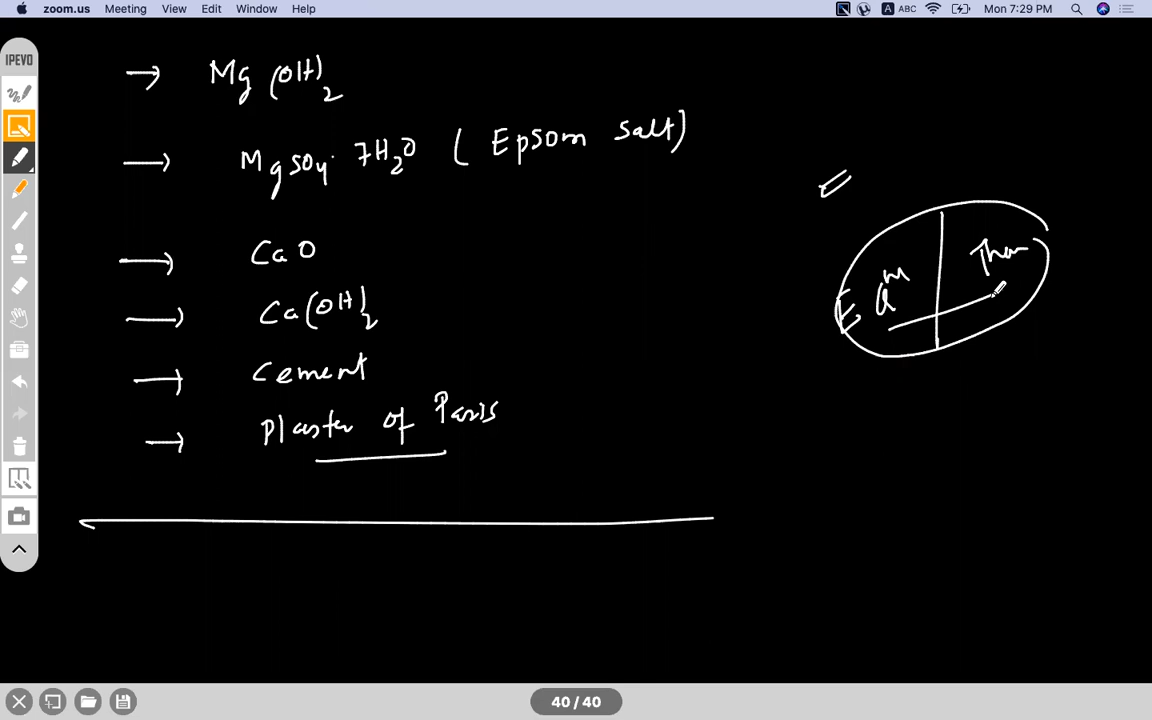 zoom.us Meeting View Edit Window Help A ABC Mon 7:29 PM
IPEVO
→ Mg(OH)2
→ MgSO4·7H2O (Epsom salt)
→ CaO
→ Ca(OH)2
→ Cement
→ Plaster of Paris
40 / 40